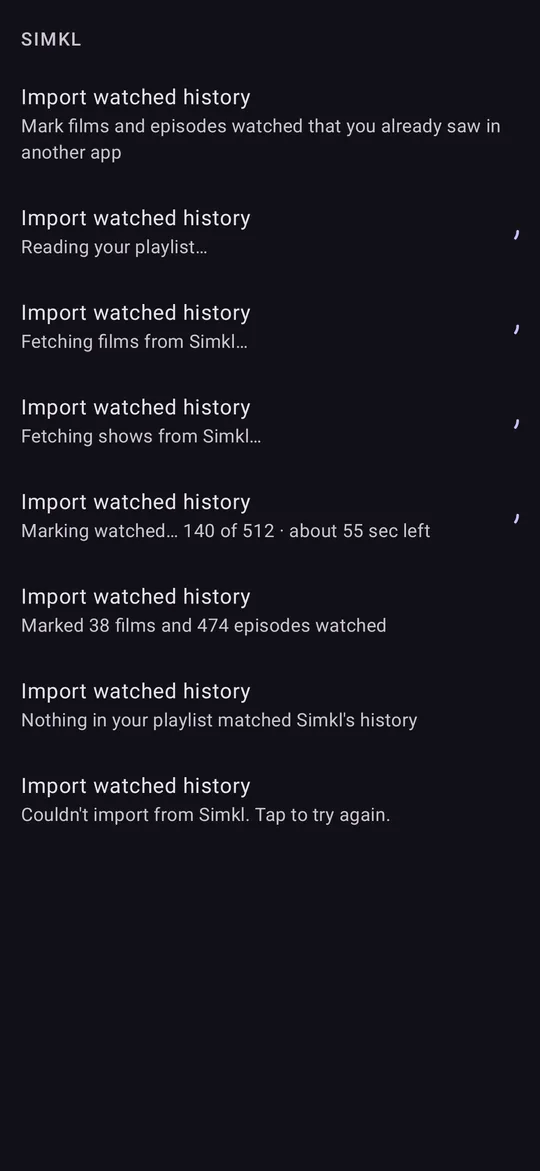 SIMKL
Import watched history
Mark films and episodes watched that you already saw in
another app
Import watched history
Reading your playlist…
Import watched history
Fetching films from Simkl…
Import watched history
Fetching shows from Simkl…
Import watched history
Marking watched… 140 of 512 · about 55 sec left
Import watched history
Marked 38 films and 474 episodes watched
Import watched history
Nothing in your playlist matched Simkl's history
Import watched history
Couldn't import from Simkl. Tap to try again.